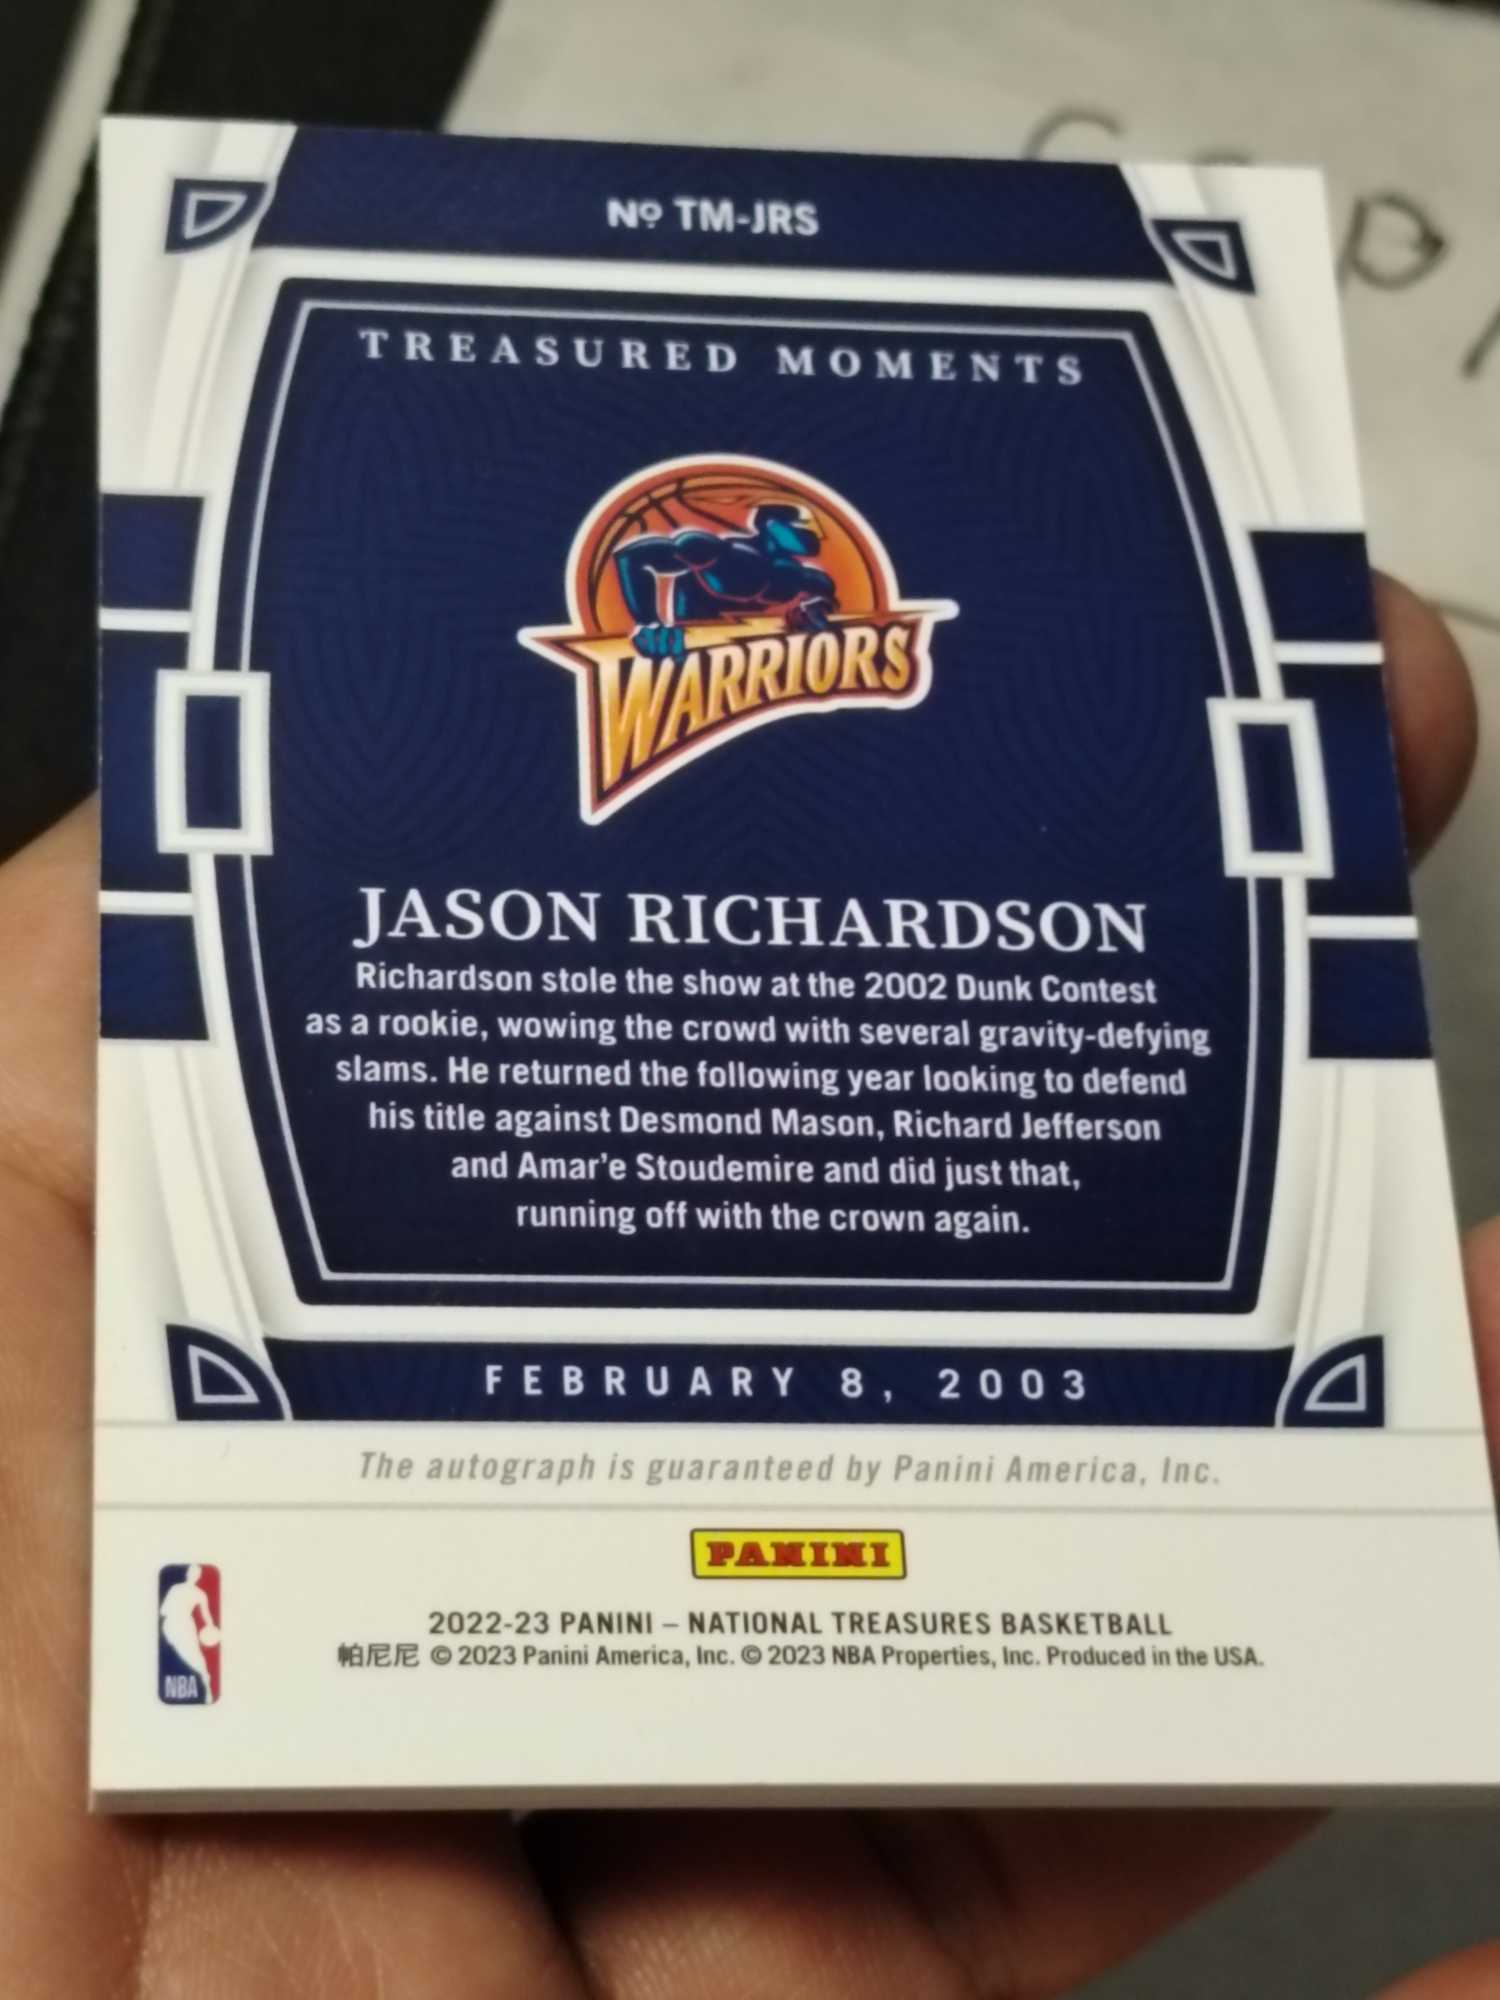 Nº TM-JRS
TREASURED MOMENTS
WARRIORS
JASON RICHARDSON
Richardson stole the show at the 2002 Dunk Contest
as a rookie, wowing the crowd with several gravity-defying
slams. He returned the following year looking to defend
his title against Desmond Mason, Richard Jefferson
and Amar'e Stoudemire and did just that,
running off with the crown again.
FEBRUARY 8, 2003
The autograph is guaranteed by Panini America, Inc.
PANINI
2022-23 PANINI – NATIONAL TREASURES BASKETBALL
帕尼尼 © 2023 Panini America, Inc. © 2023 NBA Properties, Inc. Produced in the USA.
NBA